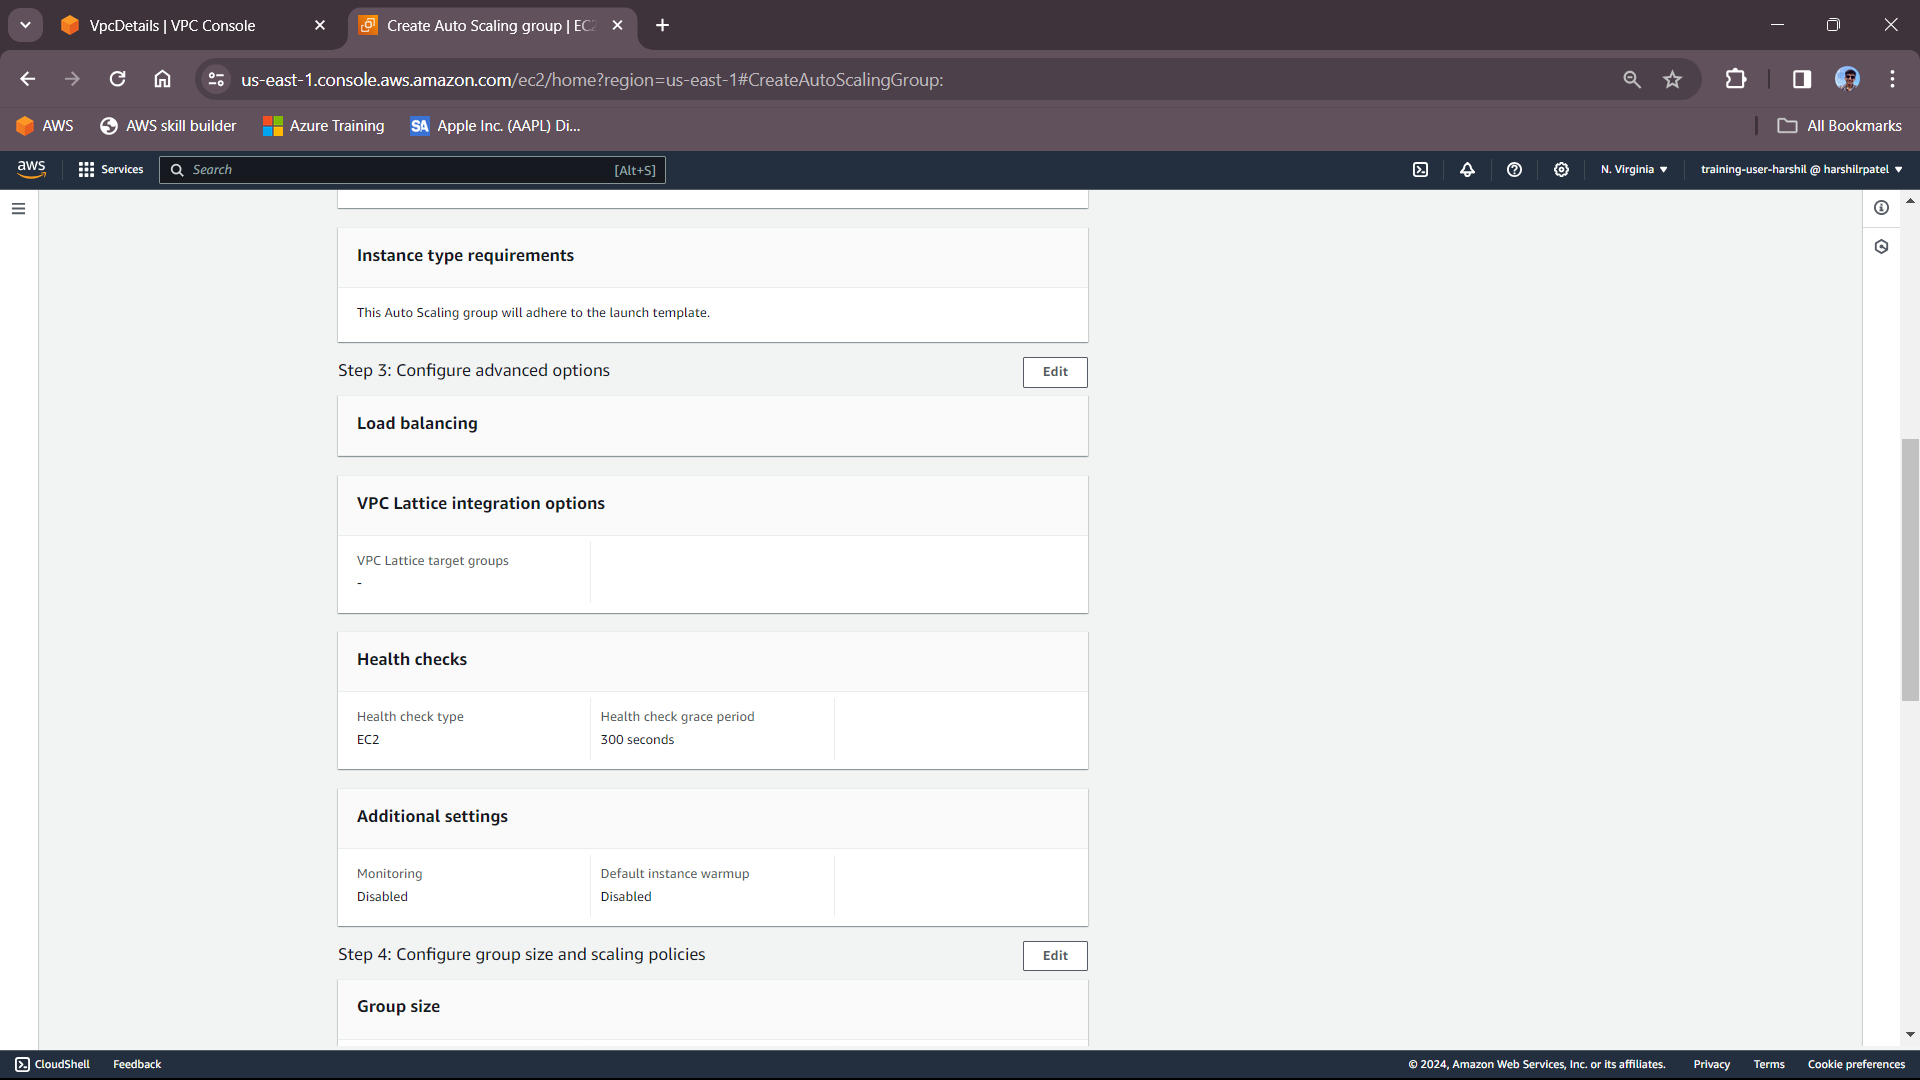 VpcDetails | VPC Console
Create Auto Scaling group | EC2
us-east-1.console.aws.amazon.com/ec2/home?region=us-east-1#CreateAutoScalingGroup:
AWS
AWS skill builder
Azure Training
SA
Apple Inc. (AAPL) Di...
All Bookmarks
aws
Services
Search
[Alt+S]
N. Virginia
training-user-harshil @ harshilrpatel
Instance type requirements
This Auto Scaling group will adhere to the launch template.
Step 3: Configure advanced options
Edit
Load balancing
VPC Lattice integration options
VPC Lattice target groups
-
Health checks
Health check type
EC2
Health check grace period
300 seconds
Additional settings
Monitoring
Disabled
Default instance warmup
Disabled
Step 4: Configure group size and scaling policies
Edit
Group size
CloudShell
Feedback
© 2024, Amazon Web Services, Inc. or its affiliates.
Privacy
Terms
Cookie preferences